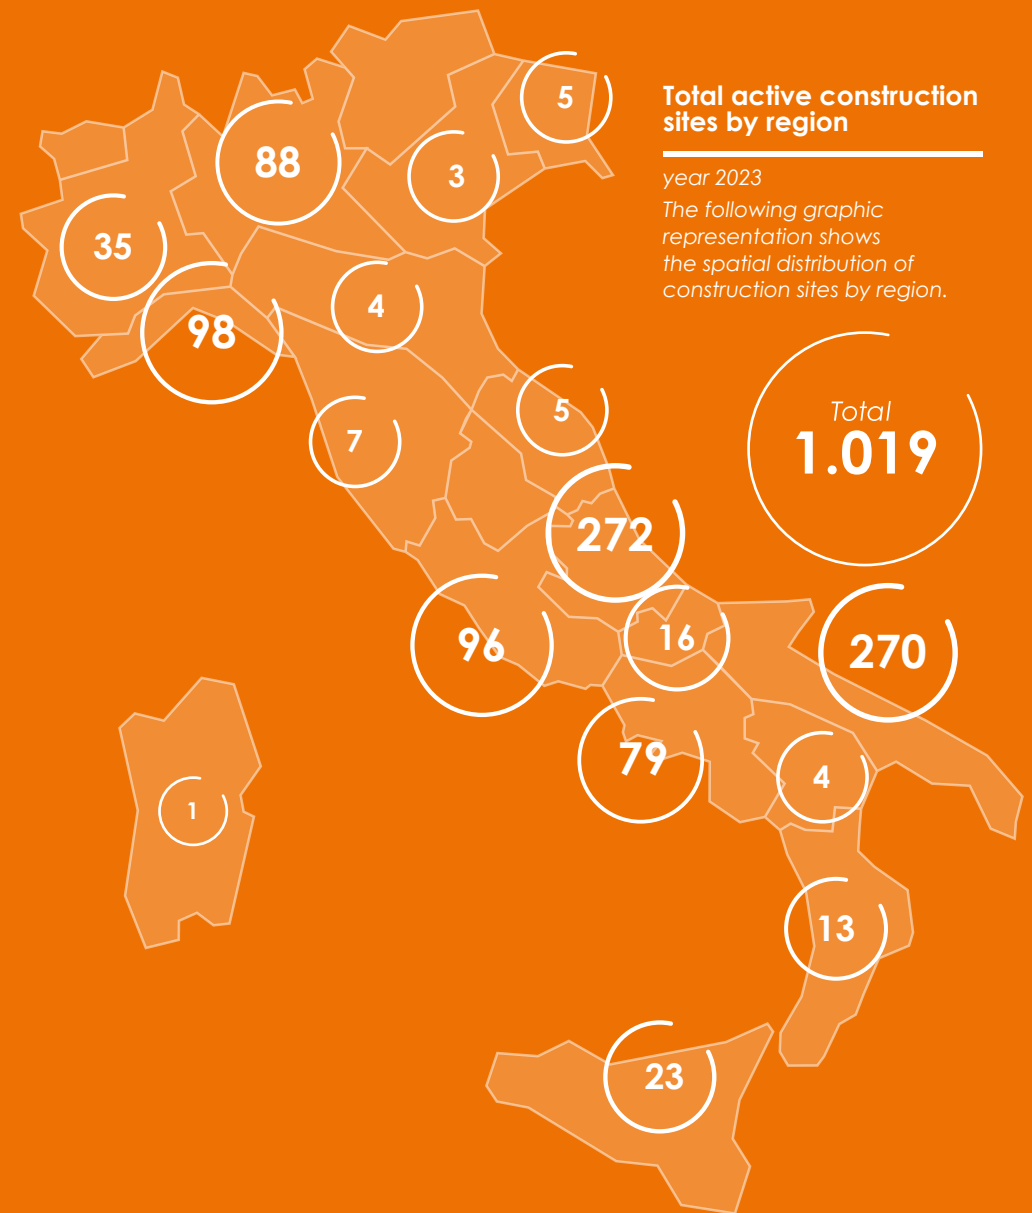 Total active construction
sites by region
year 2023
The following graphic
representation shows
the spatial distribution of
construction sites by region.
Total
1.019
5
88
3
35
4
98
5
7
272
16
96
270
79
4
1
13
23